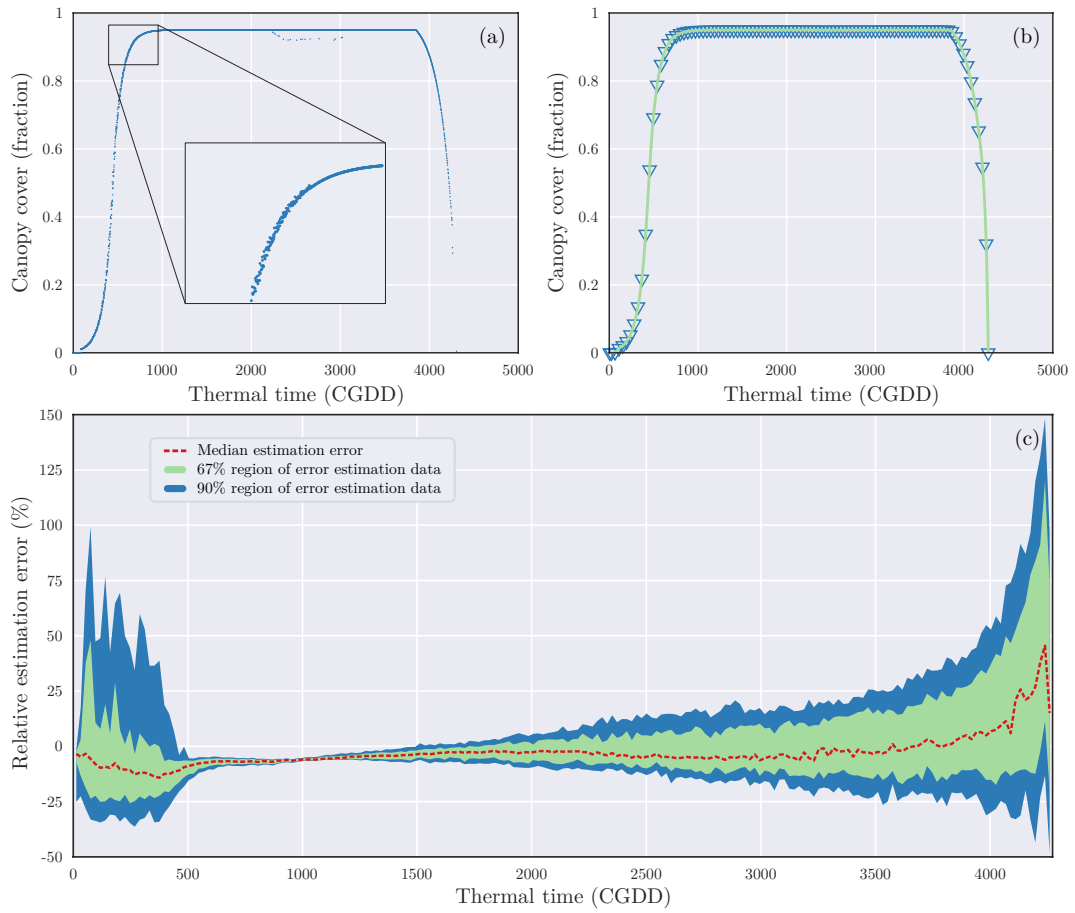 (a)
Canopy cover (fraction)
1
0.8
0.6
0.4
0.2
0
0 1000 2000 3000 4000 5000
Thermal time (CGDD)
(b)
Canopy cover (fraction)
1
0.8
0.6
0.4
0.2
0
0 1000 2000 3000 4000 5000
Thermal time (CGDD)
(c)
Median estimation error
67% region of error estimation data
90% region of error estimation data
Relative estimation error (%)
150
125
100
75
50
25
0
-25
-50
0 500 1000 1500 2000 2500 3000 3500 4000
Thermal time (CGDD)